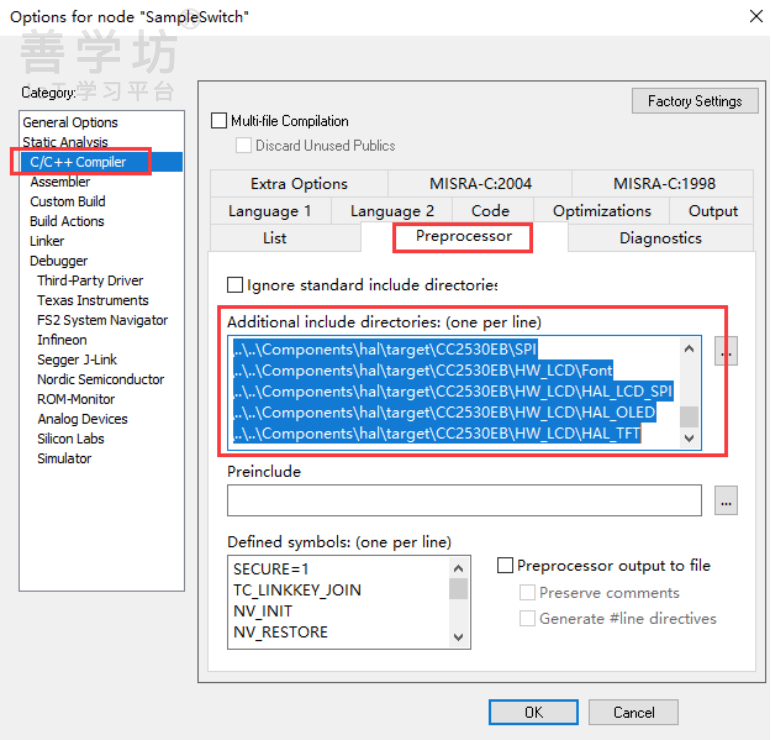 Options for node "SampleSwitch"
善学坊
学习平台
Category:
General Options
Static Analysis
C/C++ Compiler
Assembler
Custom Build
Build Actions
Linker
Debugger
Third-Party Driver
Texas Instruments
FS2 System Navigator
Infineon
Segger J-Link
Nordic Semiconductor
ROM-Monitor
Analog Devices
Silicon Labs
Simulator
Factory Settings
Multi-file Compilation
Discard Unused Publics
Extra Options MISRA-C:2004 MISRA-C:1998
Language 1 Language 2 Code Optimizations Output
List Preprocessor Diagnostics
Ignore standard include directories
Additional include directories: (one per line)
..\..\Components\hal\target\CC2530EB\SPI
..\..\Components\hal\target\CC2530EB\HW_LCD\Font
..\..\Components\hal\target\CC2530EB\HW_LCD\HAL_LCD_SPI
..\..\Components\hal\target\CC2530EB\HW_LCD\HAL_OLED
..\..\Components\hal\target\CC2530EB\HW_LCD\HAL_TFT
...
Preinclude
...
Defined symbols: (one per line)
SECURE=1
TC_LINKKEY_JOIN
NV_INIT
NV_RESTORE
Preprocessor output to file
Preserve comments
Generate #line directives
OK Cancel